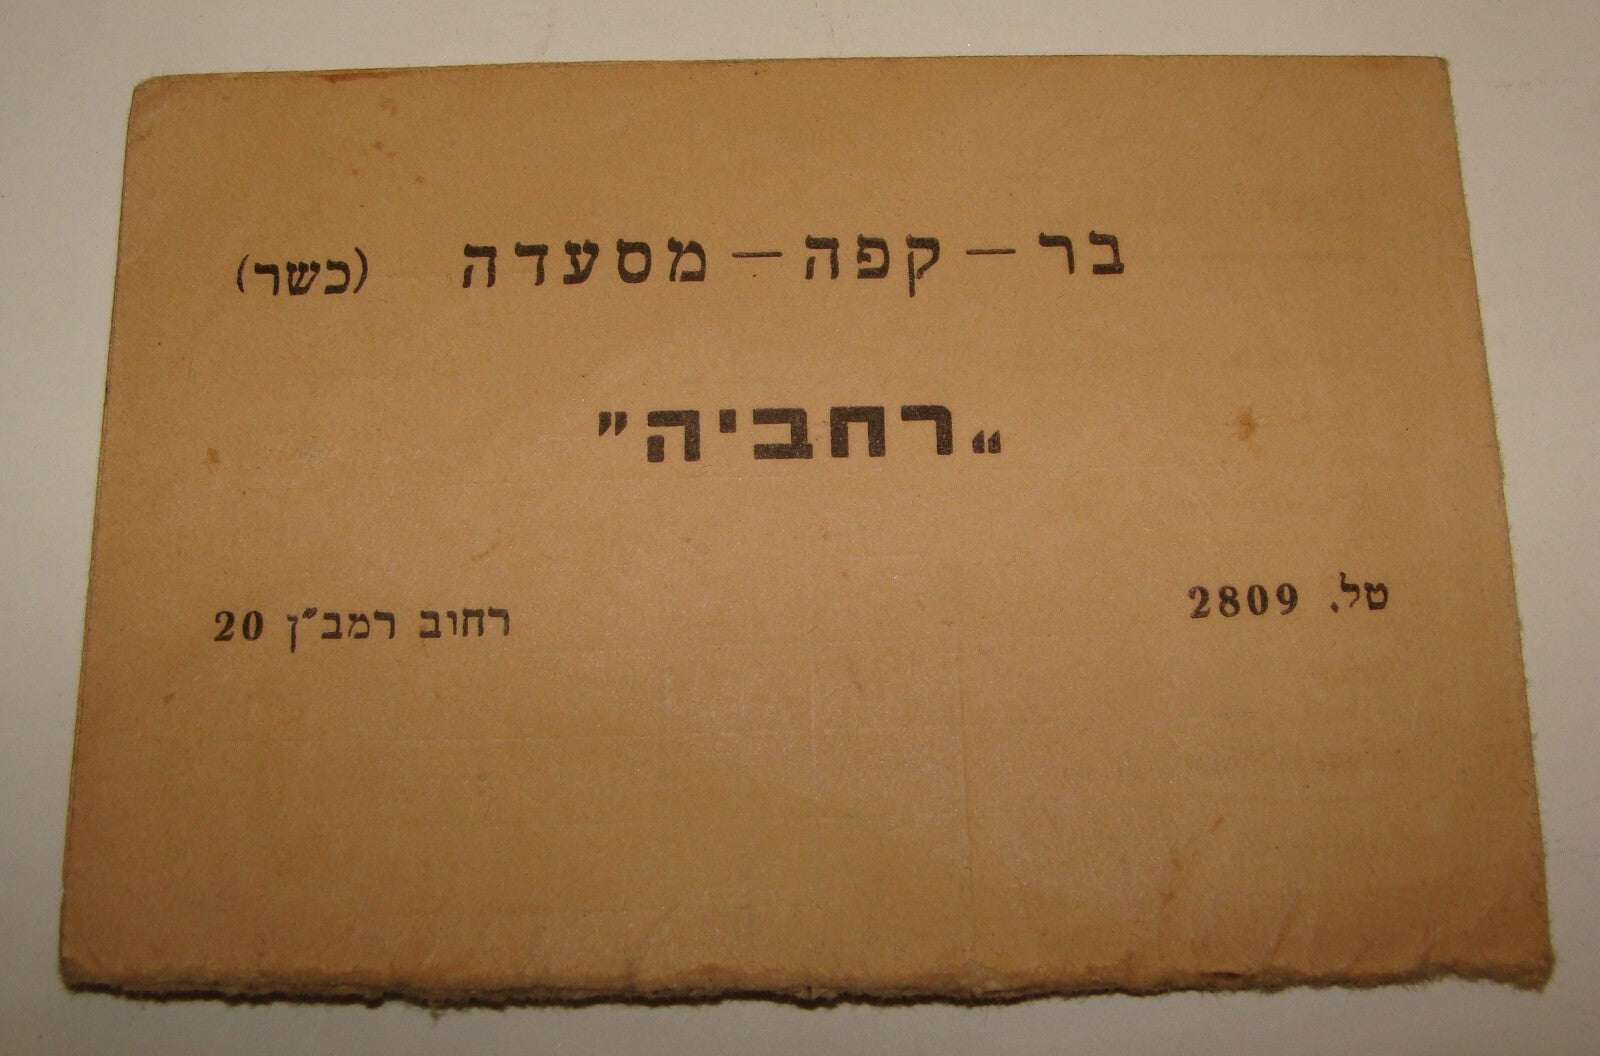 בר — קפה — מסעדה (כשר)
„רחביה”
טל. 2809 רחוב רמב״ן 20